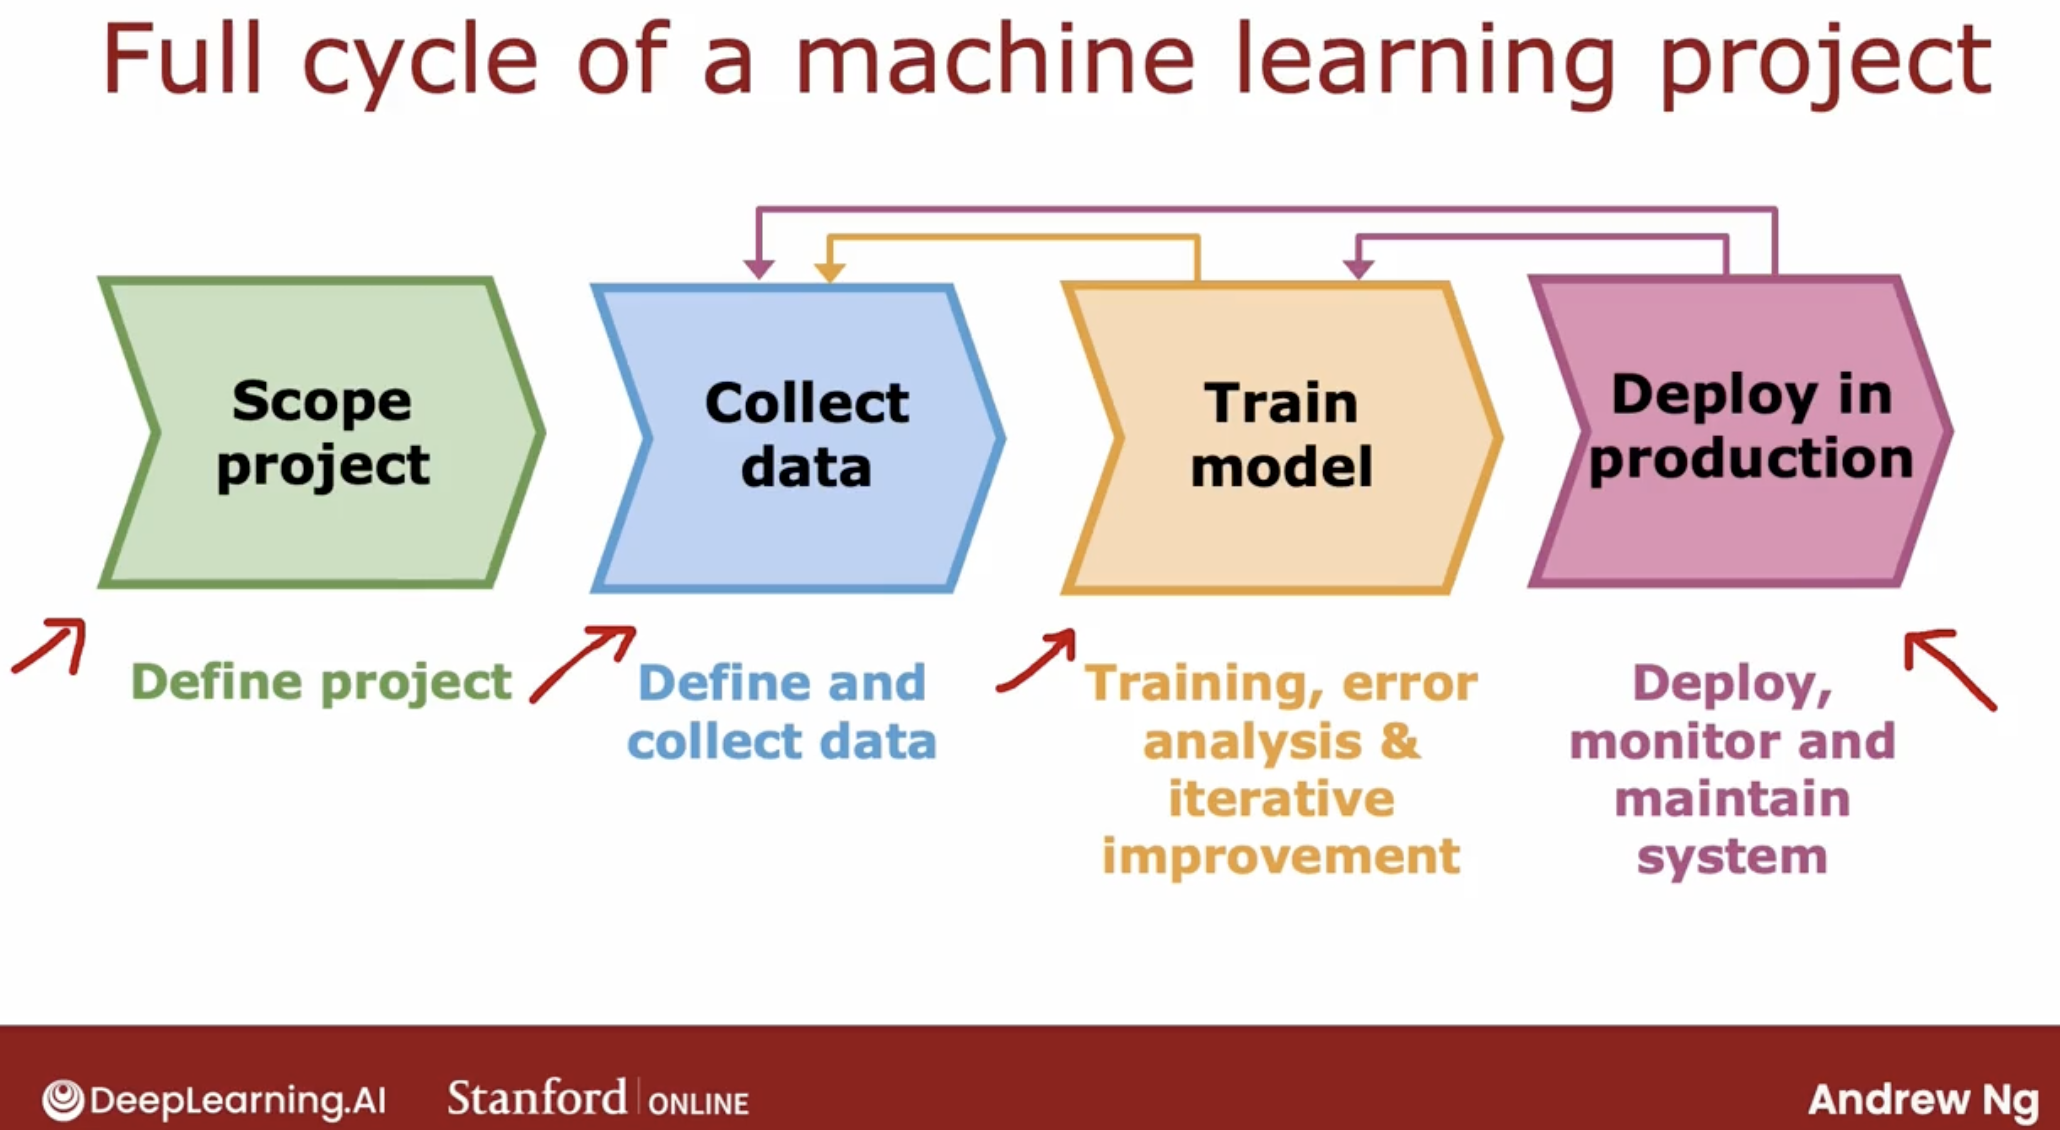 Full cycle of a machine learning project
Scope
project
Collect
data
Train
model
Deploy in
production
Define project
Define and
collect data
Training, error
analysis &
iterative
improvement
Deploy,
monitor and
maintain
system
DeepLearning.AI
Stanford ONLINE
Andrew Ng